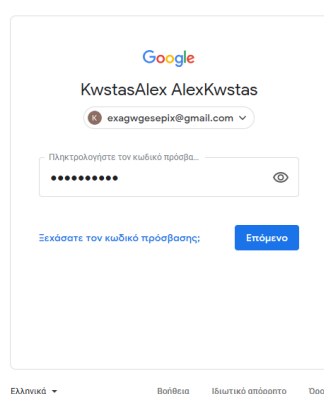 Google
KwstasAlex AlexKwstas
K exagwgesepix@gmail.com
Πληκτρολογήστε τον κωδικό πρόσβα...
••••••••••
Ξεχάσατε τον κωδικό πρόσβασης; Επόμενο
Ελληνικά Βοήθεια Ιδιωτικό απόρρητο Όροι